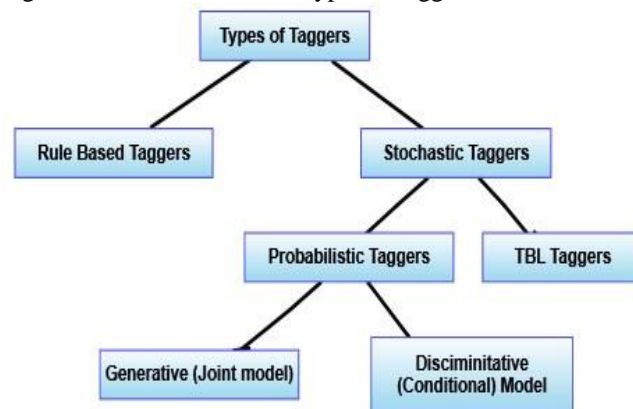 Types of Taggers
Rule Based Taggers
Stochastic Taggers
Probabilistic Taggers
TBL Taggers
Generative (Joint model)
Disciminitative
(Conditional) Model